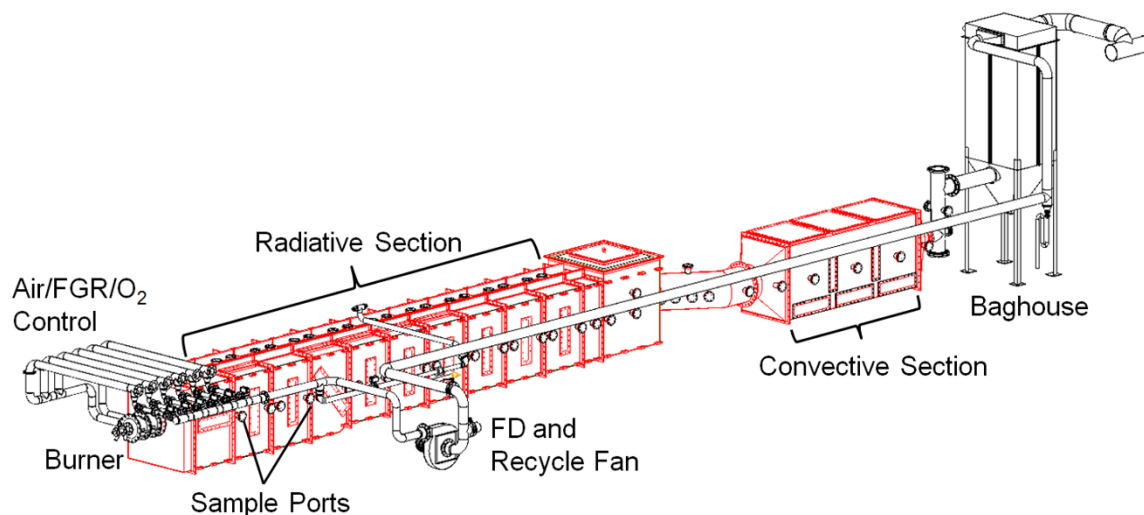 Radiative Section
Air/FGR/O₂
Control
Baghouse
Convective Section
FD and
Recycle Fan
Burner
Sample Ports